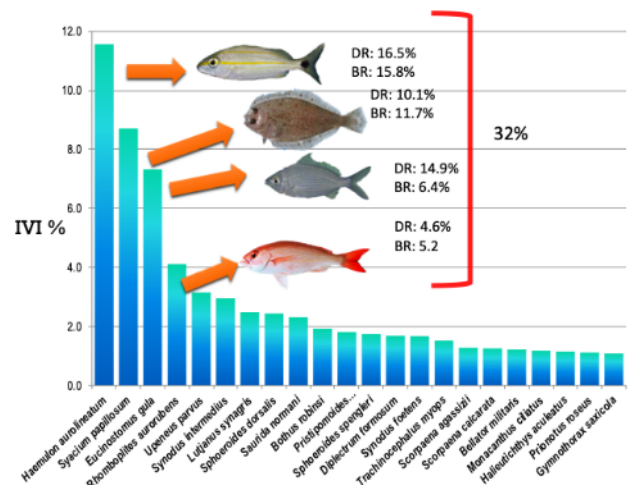 12.0
10.0
8.0
6.0
4.0
2.0
0.0
IVI %
DR: 16.5%
BR: 15.8%
DR: 10.1%
BR: 11.7%
DR: 14.9%
BR: 6.4%
DR: 4.6%
BR: 5.2
32%
Haemulon aurolineatum
Syacium papillosum
Eucinostomus gula
Rhomboplites aurorubens
Upeneus parvus
Synodus intermedius
Lutjanus synagris
Sphoeroides dorsalis
Saurida normani
Bothus robinsi
Pristipomoides...
Sphoeroides spengleri
Diplectrum formosum
Synodus foetens
Trachinocephalus myops
Scorpaena agassizi
Scorpaena calcarata
Bellator militaris
Monacanthus ciliatus
Halieutichthys aculeatus
Prionotus roseus
Gymnothorax saxicola